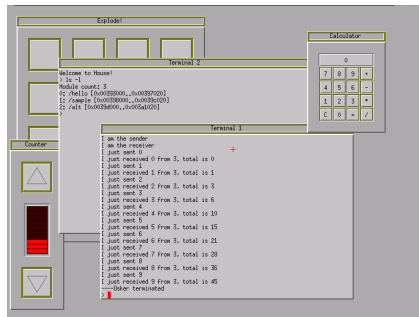 Explode!
Calculator
0
7 8 9 +
4 5 6 -
1 2 3 *
C 0 = /
Terminal 2
Welcome to House!
> ls -l
Module count: 3
0: /hello [0x00393000..0x00397020]
1: /sample [0x00398000..0x0039c020]
2: /alt [0x0039d000..0x003a1020]
>
Counter
Terminal 1
I am the sender
I am the receiver
I just sent 0
I just received 0 from 3, total is 0
I just sent 1
I just received 1 from 3, total is 1
I just sent 2
I just received 2 from 3, total is 3
I just sent 3
I just received 3 from 3, total is 6
I just sent 4
I just received 4 from 3, total is 10
I just sent 5
I just received 5 from 3, total is 15
I just sent 6
I just received 6 from 3, total is 21
I just sent 7
I just received 7 from 3, total is 28
I just sent 8
I just received 8 from 3, total is 36
I just sent 9
I just received 9 from 3, total is 45
----Osker terminated
>